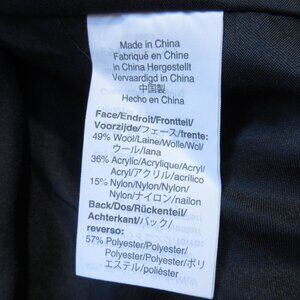 Made in China
Fabriqué en Chine
in China Hergestellt
Vervaardigd in China
中国製
Hecho en China
Face/Endroit/Frontteil/
Voorzijde/フェース/frente:
49% Wool/Laine/Wolle/Wol/
ウール/lana
36% Acrylic/Acrylique/Acryl/
Acryl/アクリル/acrílico
15% Nylon/Nylon/Nylon/
Nylon/ナイロン/nailon
Back/Dos/Rückenteil/
Achterkant/バック/
reverso:
57% Polyester/Polyester/
Polyester/Polyester/ポリ
エステル/poliéster